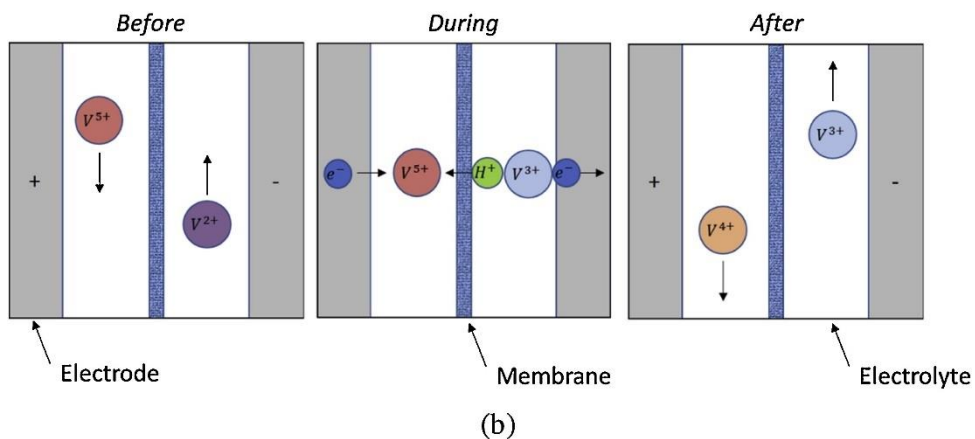 Before
During
After
V⁵⁺
V²⁺
+
-
e⁻
V⁵⁺
H⁺
V³⁺
e⁻
V³⁺
V⁴⁺
+
-
Electrode
Membrane
Electrolyte
(b)